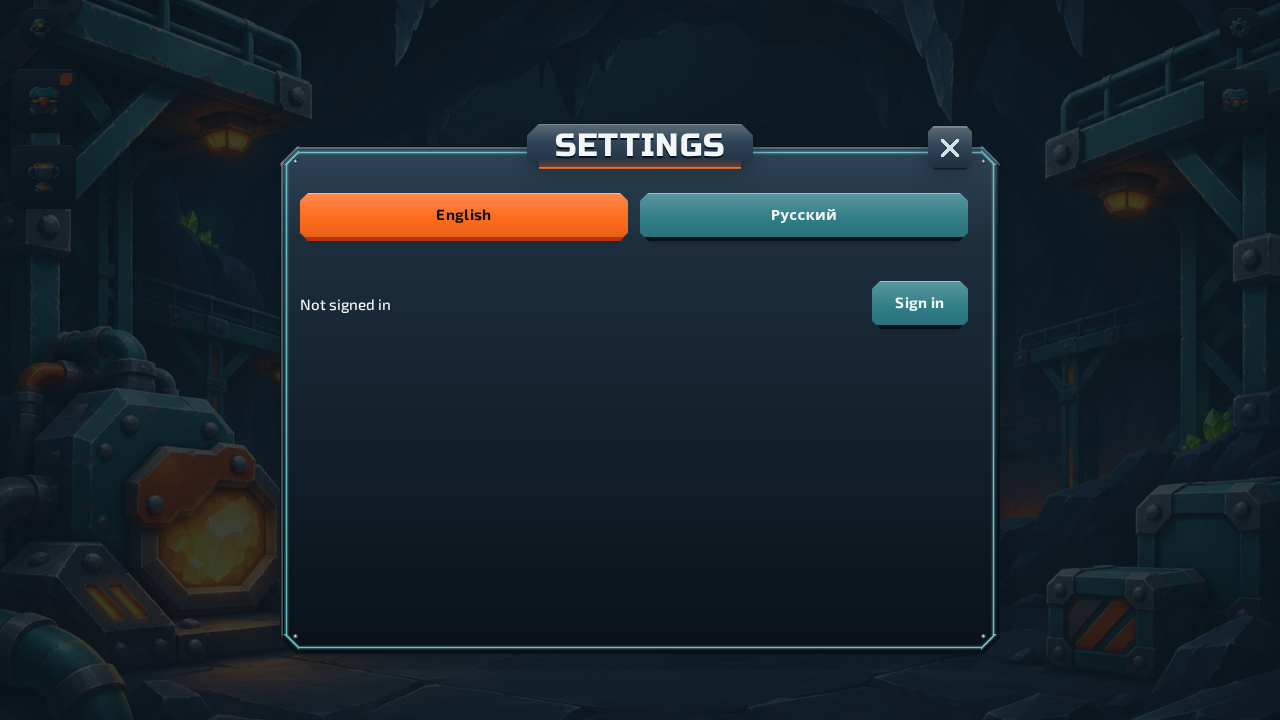 SETTINGS
English
Русский
Not signed in
Sign in